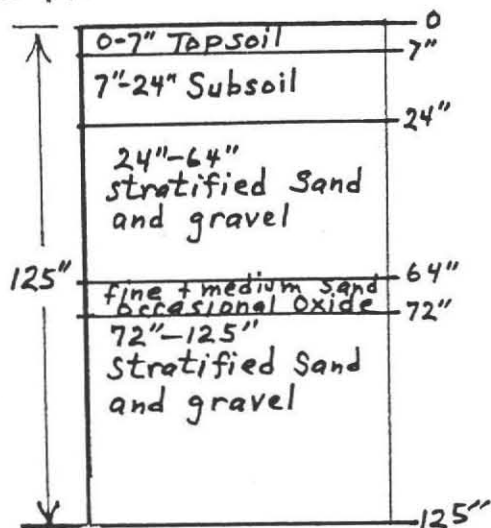 0
0-7" Topsoil
7"
7"-24" Subsoil
24"
24"-64"
stratified Sand
and gravel
125"
64"
fine + medium sand
occasional oxide
72"
72"-125"
stratified Sand
and gravel
125"